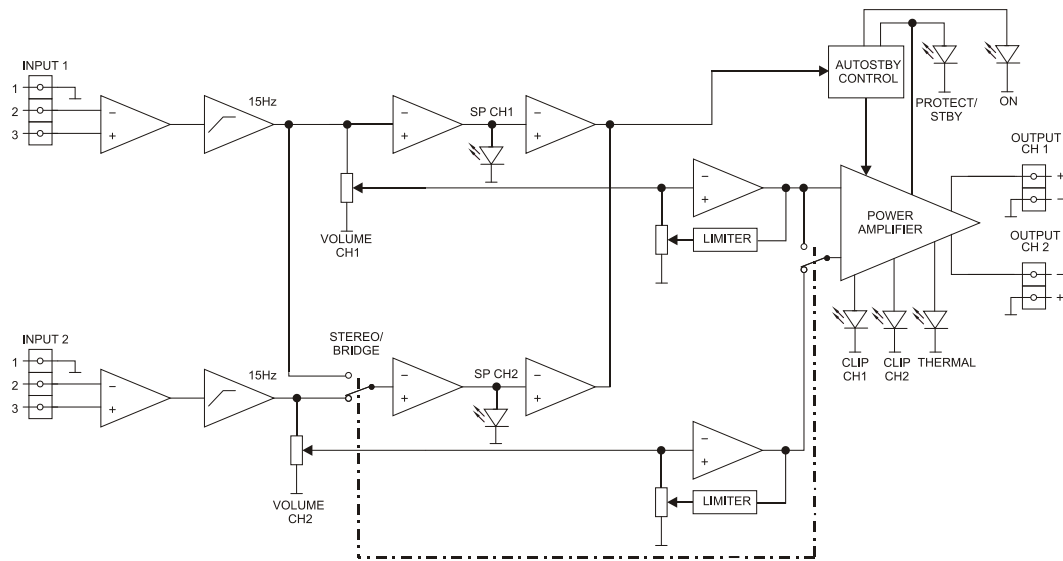 INPUT 1
1
2
3
15Hz
SP CH1
VOLUME
CH1
AUTOSTBY
CONTROL
PROTECT/
STBY
ON
OUTPUT
CH 1
+
−
LIMITER
POWER
AMPLIFIER
OUTPUT
CH 2
−
+
CLIP
CH1
CLIP
CH2
THERMAL
INPUT 2
1
2
3
15Hz
STEREO/
BRIDGE
SP CH2
VOLUME
CH2
LIMITER
− +
− +
− +
− +
− +
− +
− +
− +